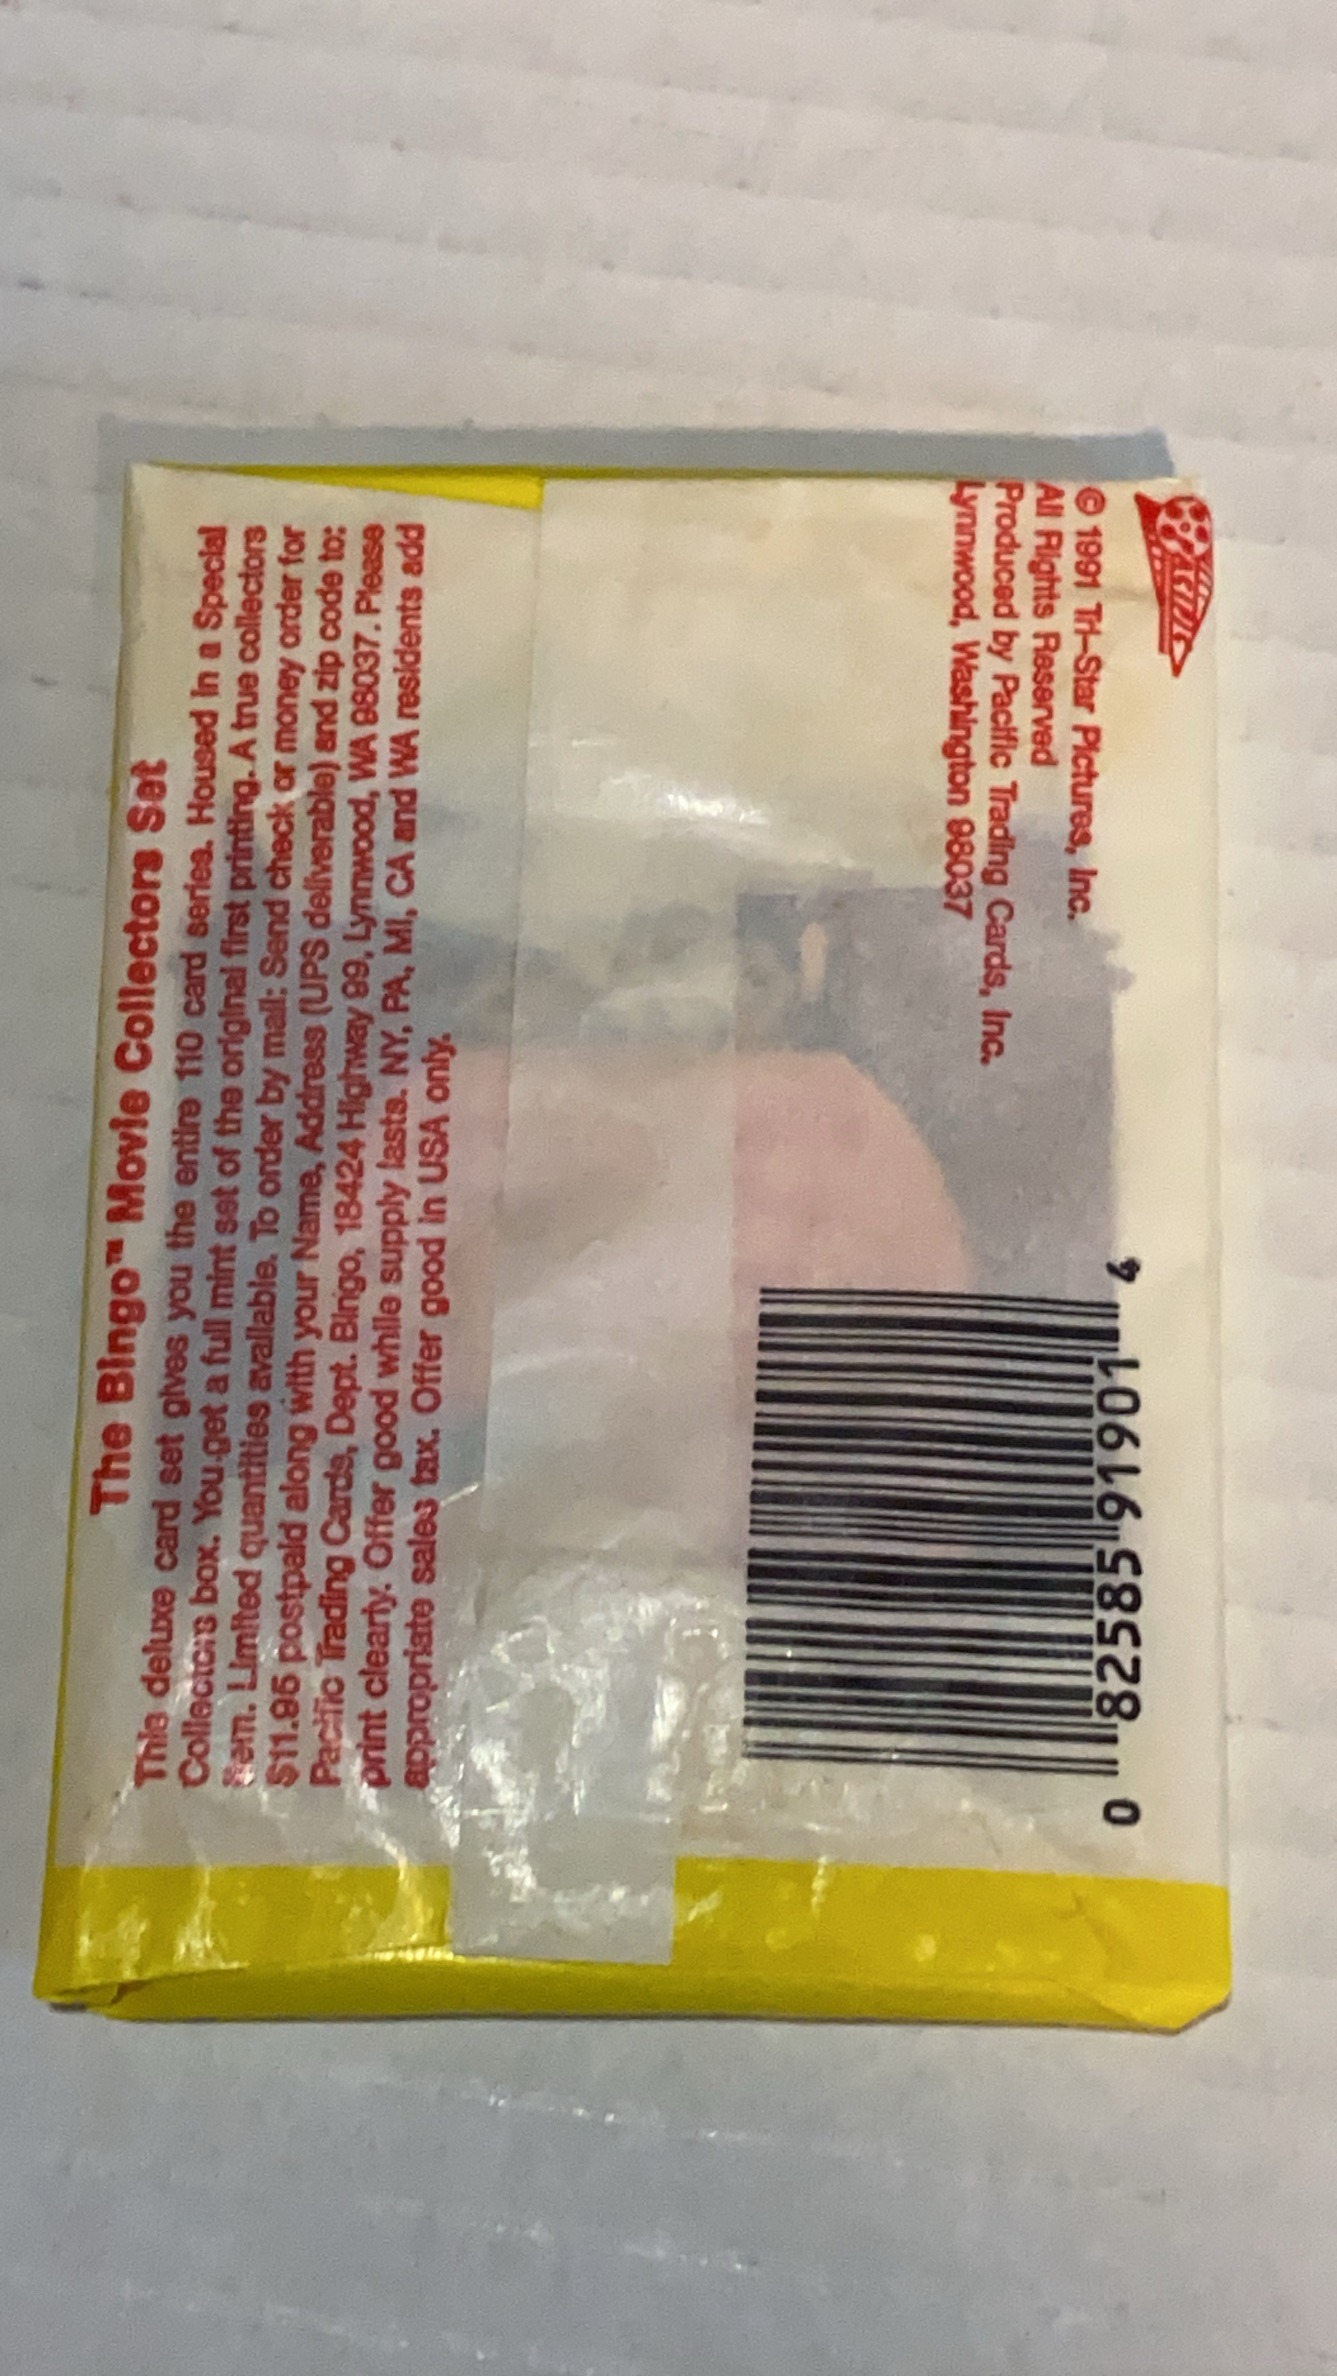 The Bingo™ Movie Collectors Set
This deluxe card set gives you the entire 110 card series. Housed in a Special
Collectors box. You get a full mint set of the original first printing. A true collectors
item. Limited quantities available. To order by mail: Send check or money order for
$11.95 postpaid along with your Name, Address (UPS deliverable) and zip code to:
Pacific Trading Cards, Dept. Bingo, 18424 Highway 99, Lynnwood, WA 98037. Please
print clearly. Offer good while supply lasts. NY, PA, MI, CA and WA residents add
appropriate sales tax. Offer good in USA only.
PACIFIC
© 1991 Tri-Star Pictures, Inc.
All Rights Reserved
Produced by Pacific Trading Cards, Inc.
Lynnwood, Washington 98037
0 82585 91901 9